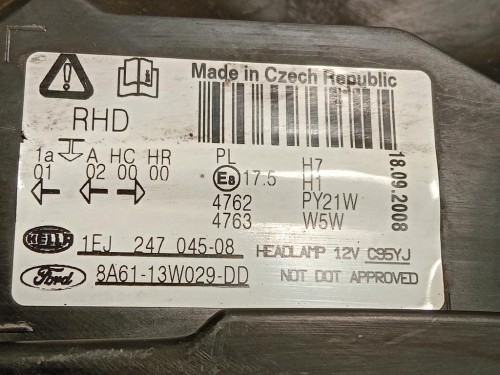 Made in Czech Republic
RHD
18.09.2008
1a A HC HR PL H7
01 02 00 00 E8 17.5 H1
4762 PY21W
4763 W5W
HELLA 1EJ 247 045-08 HEADLAMP 12V C95YJ
Ford 8A61-13W029-DD NOT DOT APPROVED